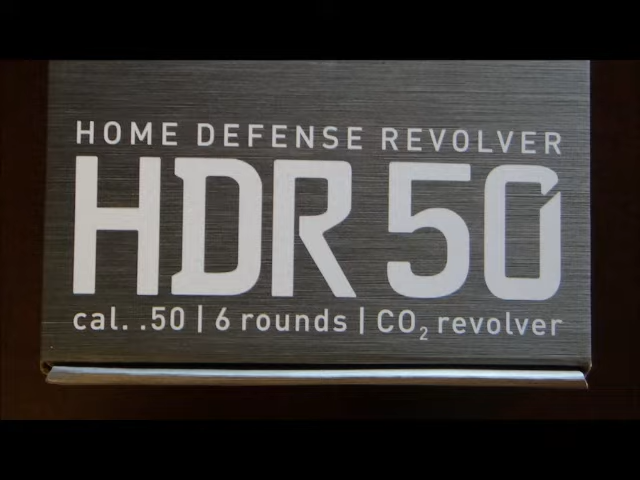 HOME DEFENSE REVOLVER
HDR 50
cal. .50 | 6 rounds | CO₂ revolver